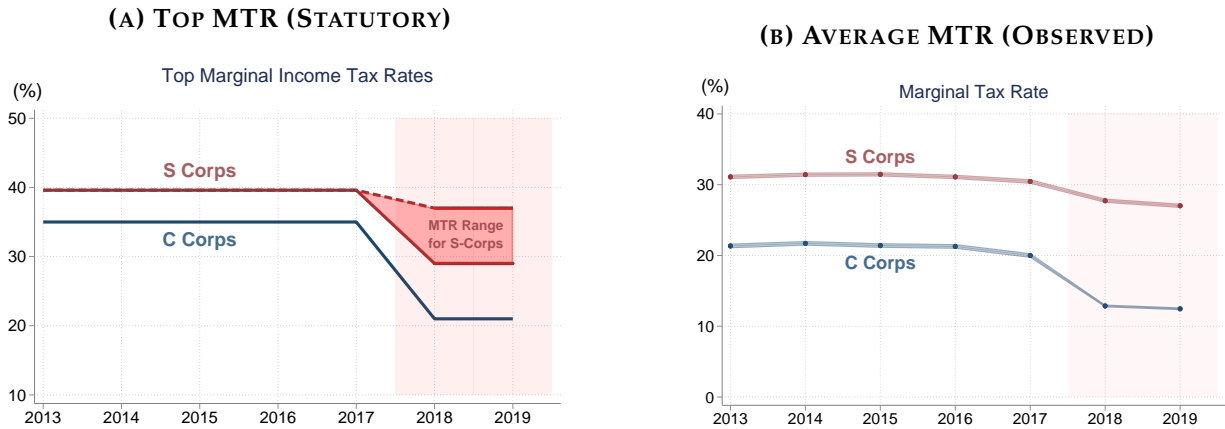 (A) TOP MTR (STATUTORY)
Top Marginal Income Tax Rates
(%)
50
40
30
20
10
S Corps
C Corps
MTR Range
for S-Corps
2013 2014 2015 2016 2017 2018 2019
(B) AVERAGE MTR (OBSERVED)
Marginal Tax Rate
(%)
40
30
20
10
0
S Corps
C Corps
2013 2014 2015 2016 2017 2018 2019